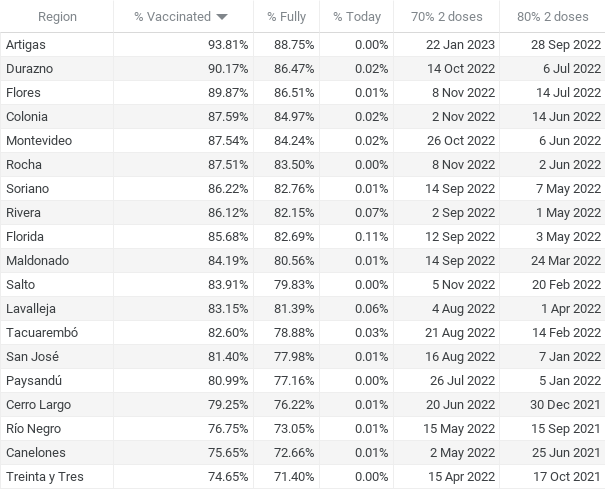 Region % Vaccinated % Fully % Today 70% 2 doses 80% 2 doses
Artigas 93.81% 88.75% 0.00% 22 Jan 2023 28 Sep 2022
Durazno 90.17% 86.47% 0.02% 14 Oct 2022 6 Jul 2022
Flores 89.87% 86.51% 0.01% 8 Nov 2022 14 Jul 2022
Colonia 87.59% 84.97% 0.02% 2 Nov 2022 14 Jun 2022
Montevideo 87.54% 84.24% 0.02% 26 Oct 2022 6 Jun 2022
Rocha 87.51% 83.50% 0.00% 8 Nov 2022 2 Jun 2022
Soriano 86.22% 82.76% 0.01% 14 Sep 2022 7 May 2022
Rivera 86.12% 82.15% 0.07% 2 Sep 2022 1 May 2022
Florida 85.68% 82.69% 0.11% 12 Sep 2022 3 May 2022
Maldonado 84.19% 80.56% 0.01% 14 Sep 2022 24 Mar 2022
Salto 83.91% 79.83% 0.00% 5 Nov 2022 20 Feb 2022
Lavalleja 83.15% 81.39% 0.06% 4 Aug 2022 1 Apr 2022
Tacuarembó 82.60% 78.88% 0.03% 21 Aug 2022 14 Feb 2022
San José 81.40% 77.98% 0.01% 16 Aug 2022 7 Jan 2022
Paysandú 80.99% 77.16% 0.00% 26 Jul 2022 5 Jan 2022
Cerro Largo 79.25% 76.22% 0.01% 20 Jun 2022 30 Dec 2021
Río Negro 76.75% 73.05% 0.01% 15 May 2022 15 Sep 2021
Canelones 75.65% 72.66% 0.01% 2 May 2022 25 Jun 2021
Treinta y Tres 74.65% 71.40% 0.00% 15 Apr 2022 17 Oct 2021